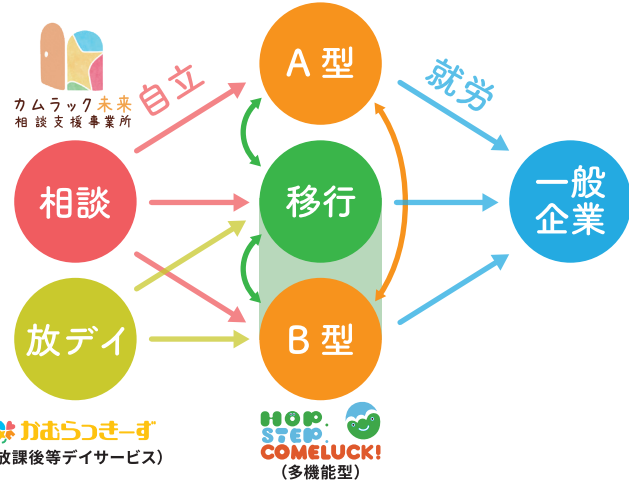 カムラック未来
相談支援事業所
自立
A型
就労
相談
移行
一般
企業
放デイ
B型
かむらっきーず
放課後等デイサービス)
HOP.
STEP.
COMELUCK!
(多機能型)